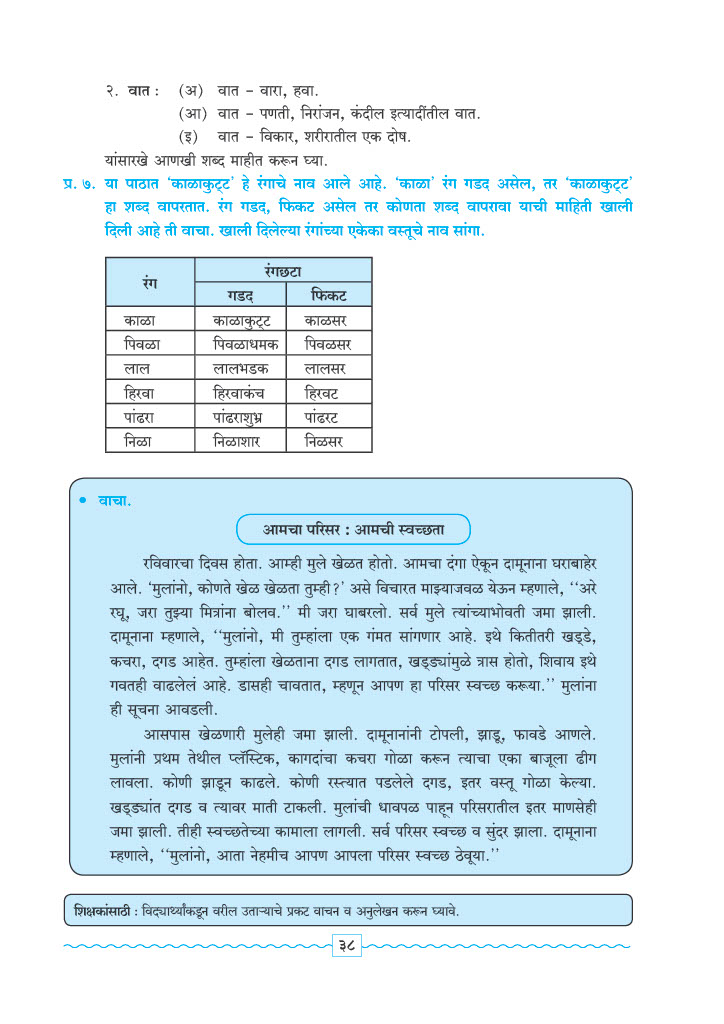 २. वात : (अ) वात – वारा, हवा.
(आ) वात – पणती, निरांजन, कंदील इत्यादींतील वात.
(इ) वात – विकार, शरीरातील एक दोष.
यांसारखे आणखी शब्द माहीत करून घ्या.
प्र. ७. या पाठात ‘काळाकुट्ट’ हे रंगाचे नाव आले आहे. ‘काळा’ रंग गडद असेल, तर ‘काळाकुट्ट’
हा शब्द वापरतात. रंग गडद, फिकट असेल तर कोणता शब्द वापरावा याची माहिती खाली
दिली आहे ती वाचा. खाली दिलेल्या रंगांच्या एकेका वस्तूचे नाव सांगा.
रंग रंगछटा
गडद फिकट
काळा काळाकुट्ट काळसर
पिवळा पिवळाधमक पिवळसर
लाल लालभडक लालसर
हिरवा हिरवाकंच हिरवट
पांढरा पांढराशुभ्र पांढरट
निळा निळाशार निळसर
• वाचा.
आमचा परिसर : आमची स्वच्छता
रविवारचा दिवस होता. आम्ही मुले खेळत होतो. आमचा दंगा ऐकून दामूनाना घराबाहेर
आले. ‘मुलांनो, कोणते खेळ खेळता तुम्ही?’ असे विचारत माझ्याजवळ येऊन म्हणाले, ‘‘अरे
रघू, जरा तुझ्या मित्रांना बोलव.’’ मी जरा घाबरलो. सर्व मुले त्यांच्याभोवती जमा झाली.
दामूनाना म्हणाले, ‘‘मुलांनो, मी तुम्हांला एक गंमत सांगणार आहे. इथे कितीतरी खड्डे,
कचरा, दगड आहेत. तुम्हांला खेळताना दगड लागतात, खड्ड्यांमुळे त्रास होतो, शिवाय इथे
गवतही वाढलेलं आहे. डासही चावतात, म्हणून आपण हा परिसर स्वच्छ करूया.’’ मुलांना
ही सूचना आवडली.
आसपास खेळणारी मुलेही जमा झाली. दामूनानांनी टोपली, झाडू, फावडे आणले.
मुलांनी प्रथम तेथील प्लॅस्टिक, कागदांचा कचरा गोळा करून त्याचा एका बाजूला ढीग
लावला. कोणी झाडून काढले. कोणी रस्त्यात पडलेले दगड, इतर वस्तू गोळा केल्या.
खड्ड्यांत दगड व त्यावर माती टाकली. मुलांची धावपळ पाहून परिसरातील इतर माणसेही
जमा झाली. तीही स्वच्छतेच्या कामाला लागली. सर्व परिसर स्वच्छ व सुंदर झाला. दामूनाना
म्हणाले, ‘‘मुलांनो, आता नेहमीच आपण आपला परिसर स्वच्छ ठेवूया.’’
शिक्षकांसाठी : विद्यार्थ्यांकडून वरील उताऱ्याचे प्रकट वाचन व अनुलेखन करून घ्यावे.
३८